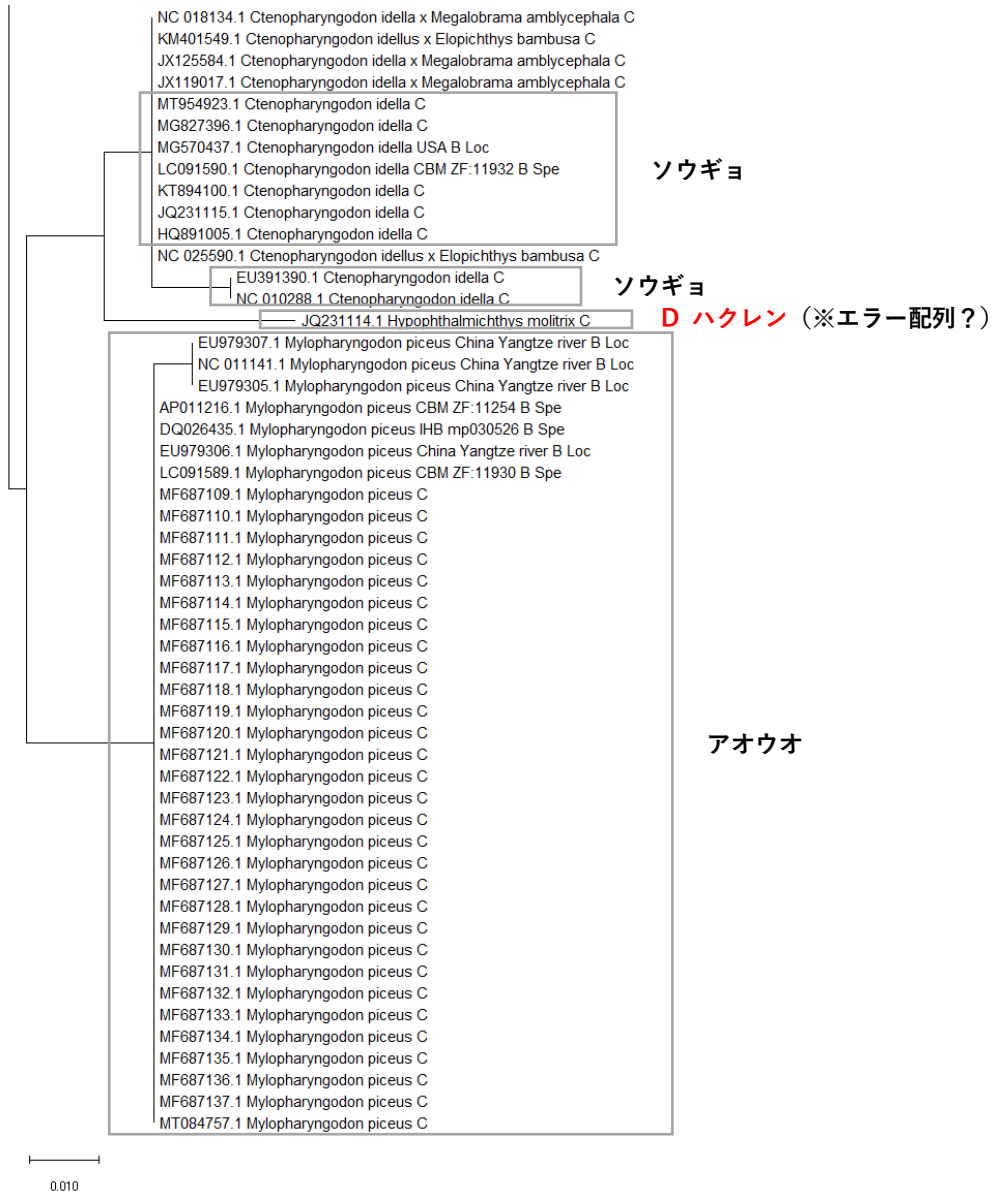 NC 018134.1 Ctenopharyngodon idella x Megalobrama amblycephala C
KM401549.1 Ctenopharyngodon idellus x Elopichthys bambusa C
JX125584.1 Ctenopharyngodon idella x Megalobrama amblycephala C
JX119017.1 Ctenopharyngodon idella x Megalobrama amblycephala C
MT954923.1 Ctenopharyngodon idella C
MG827396.1 Ctenopharyngodon idella C
MG570437.1 Ctenopharyngodon idella USA B Loc
LC091590.1 Ctenopharyngodon idella CBM ZF:11932 B Spe
ソウギョ
KT894100.1 Ctenopharyngodon idella C
JQ231115.1 Ctenopharyngodon idella C
HQ891005.1 Ctenopharyngodon idella C
NC 025590.1 Ctenopharyngodon idellus x Elopichthys bambusa C
EU391390.1 Ctenopharyngodon idella C
ソウギョ
NC 010288.1 Ctenopharyngodon idella C
JQ231114.1 Hypophthalmichthys molitrix C
D ハクレン（※エラー配列？）
EU979307.1 Mylopharyngodon piceus China Yangtze river B Loc
NC 011141.1 Mylopharyngodon piceus China Yangtze river B Loc
EU979305.1 Mylopharyngodon piceus China Yangtze river B Loc
AP011216.1 Mylopharyngodon piceus CBM ZF:11254 B Spe
DQ026435.1 Mylopharyngodon piceus IHB mp030526 B Spe
EU979306.1 Mylopharyngodon piceus China Yangtze river B Loc
LC091589.1 Mylopharyngodon piceus CBM ZF:11930 B Spe
MF687109.1 Mylopharyngodon piceus C
MF687110.1 Mylopharyngodon piceus C
MF687111.1 Mylopharyngodon piceus C
MF687112.1 Mylopharyngodon piceus C
MF687113.1 Mylopharyngodon piceus C
MF687114.1 Mylopharyngodon piceus C
MF687115.1 Mylopharyngodon piceus C
MF687116.1 Mylopharyngodon piceus C
MF687117.1 Mylopharyngodon piceus C
MF687118.1 Mylopharyngodon piceus C
MF687119.1 Mylopharyngodon piceus C
MF687120.1 Mylopharyngodon piceus C
アオウオ
MF687121.1 Mylopharyngodon piceus C
MF687122.1 Mylopharyngodon piceus C
MF687123.1 Mylopharyngodon piceus C
MF687124.1 Mylopharyngodon piceus C
MF687125.1 Mylopharyngodon piceus C
MF687126.1 Mylopharyngodon piceus C
MF687127.1 Mylopharyngodon piceus C
MF687128.1 Mylopharyngodon piceus C
MF687129.1 Mylopharyngodon piceus C
MF687130.1 Mylopharyngodon piceus C
MF687131.1 Mylopharyngodon piceus C
MF687132.1 Mylopharyngodon piceus C
MF687133.1 Mylopharyngodon piceus C
MF687134.1 Mylopharyngodon piceus C
MF687135.1 Mylopharyngodon piceus C
MF687136.1 Mylopharyngodon piceus C
MF687137.1 Mylopharyngodon piceus C
MT084757.1 Mylopharyngodon piceus C
0.010